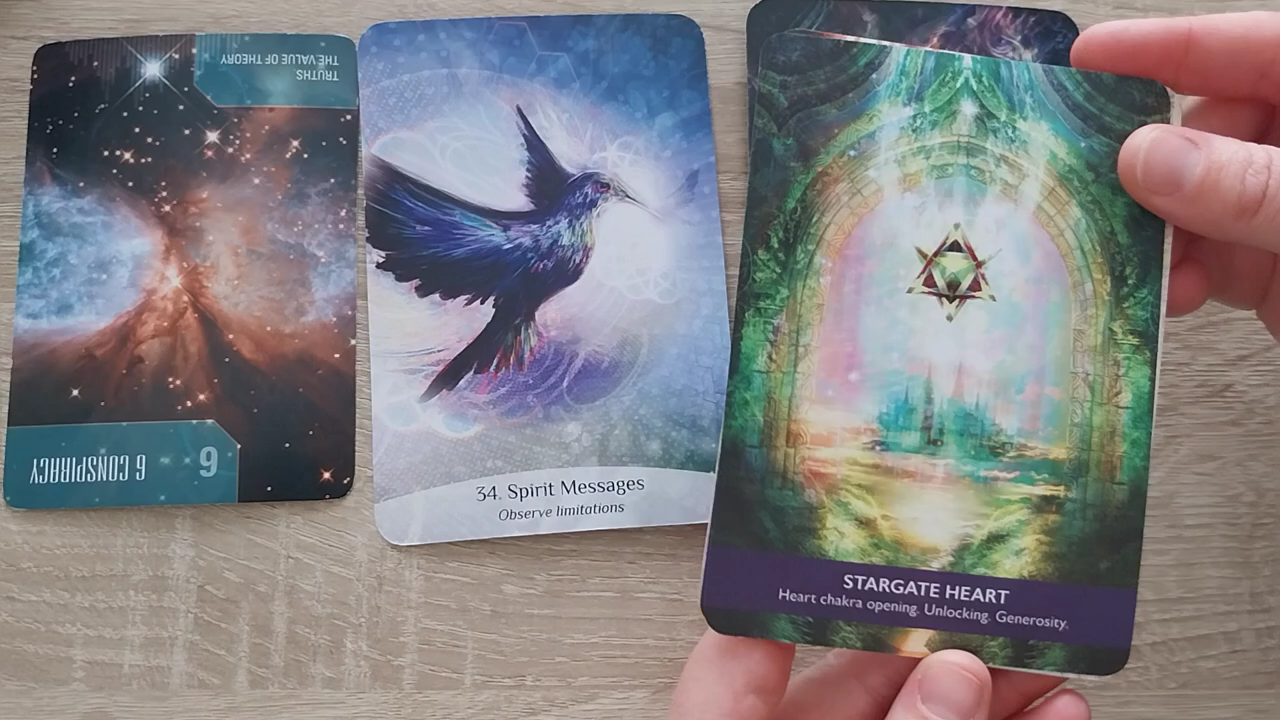 TRUTHS
THE VALUE OF THEORY
6 CONSPIRACY
6
34. Spirit Messages
Observe limitations
STARGATE HEART
Heart chakra opening. Unlocking. Generosity.